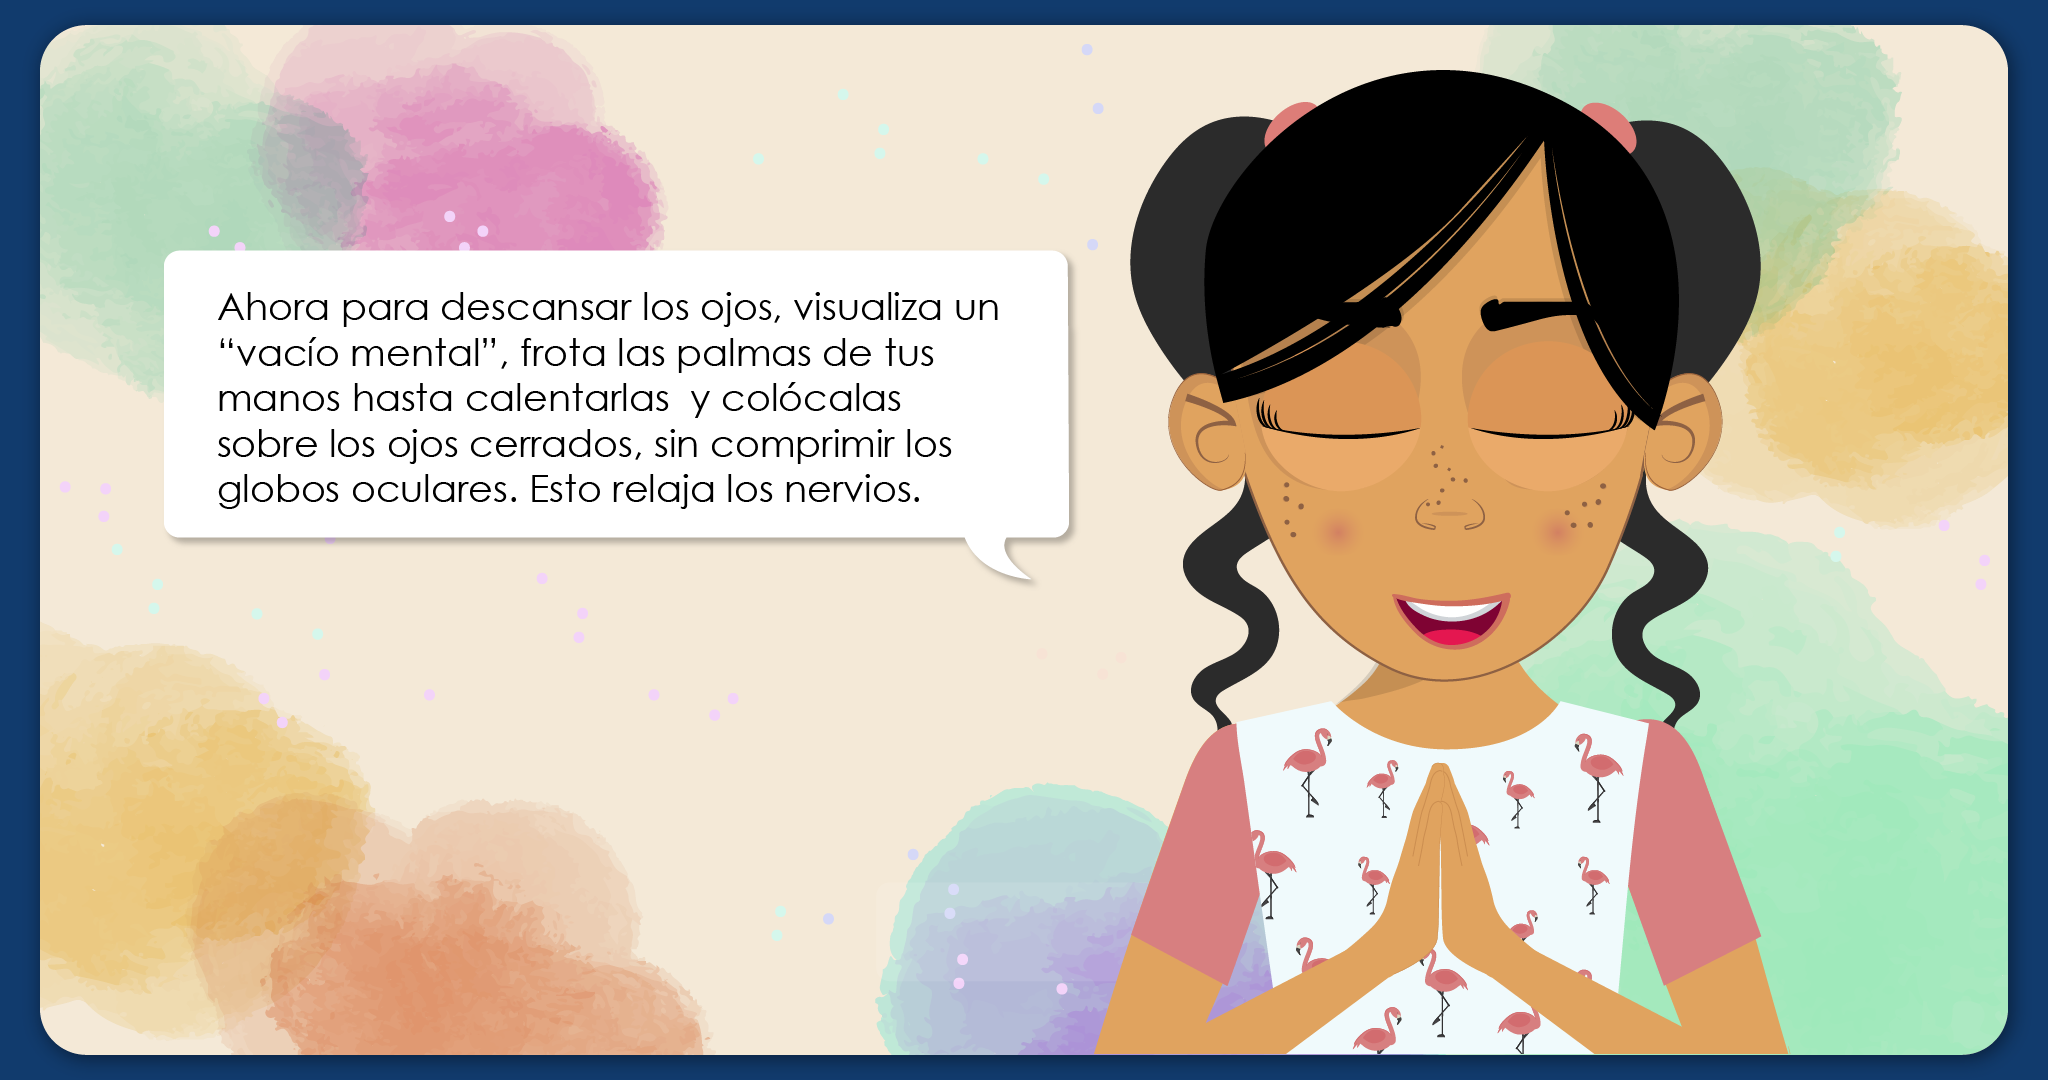 Ahora para descansar los ojos, visualiza un
“vacío mental”, frota las palmas de tus
manos hasta calentarlas  y colócalas
sobre los ojos cerrados, sin comprimir los
globos oculares. Esto relaja los nervios.